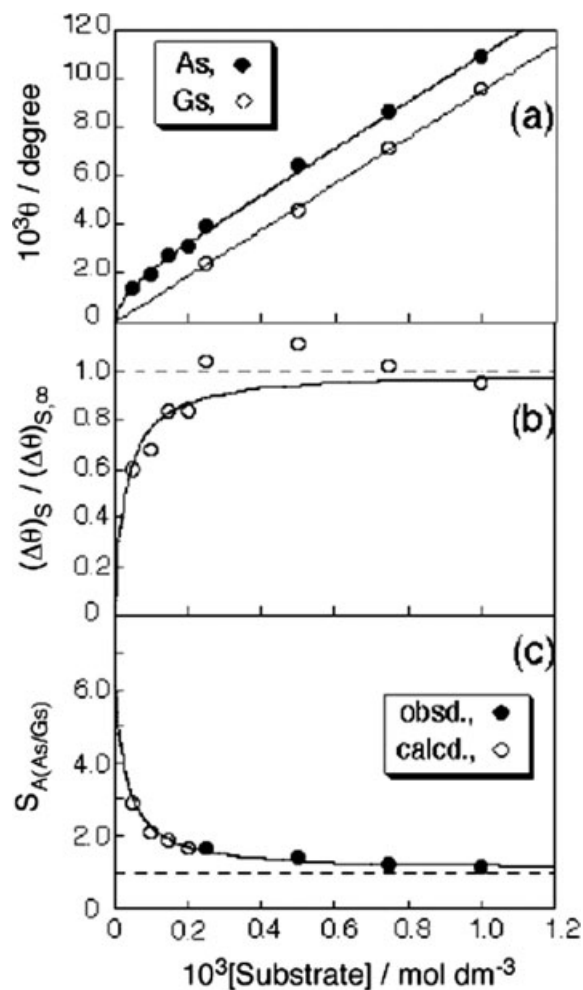 12.0
10.0
8.0
6.0
4.0
2.0
0
10³θ / degree
As, ●
Gs, ○
(a)
1.0
0.8
0.6
0.4
0.2
0
(Δθ)S / (Δθ)S,∞
(b)
6.0
4.0
2.0
0
SA(As/Gs)
(c)
obsd., ●
calcd., ○
0 0.2 0.4 0.6 0.8 1.0 1.2
10³[Substrate] / mol dm⁻³